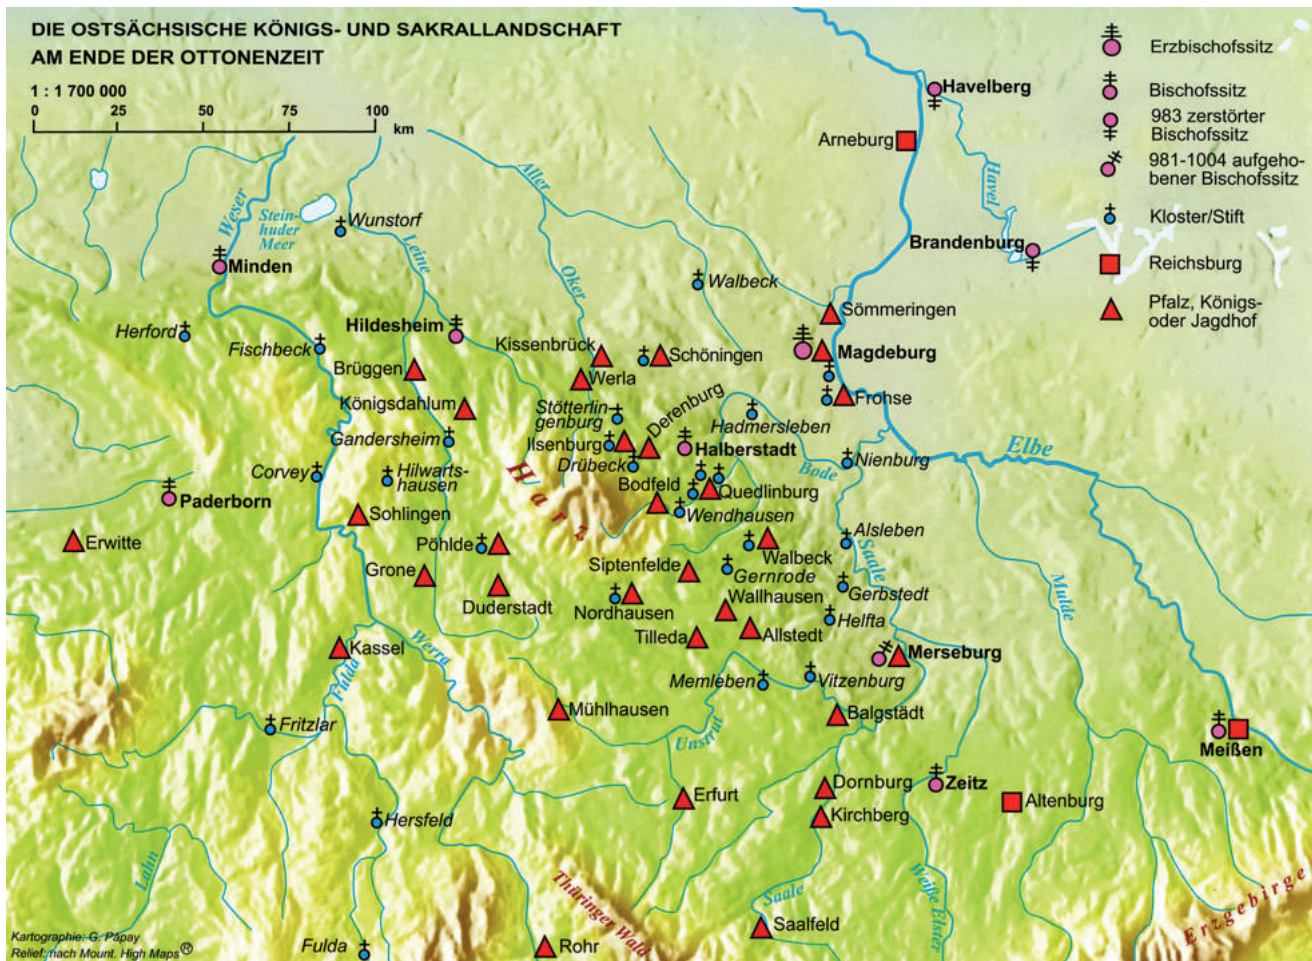 DIE OSTSÄCHSISCHE KÖNIGS- UND SAKRALLANDSCHAFT
AM ENDE DER OTTONENZEIT
1 : 1 700 000
0 25 50 75 100
km
Erzbischofssitz
Bischofssitz
983 zerstörter
Bischofssitz
981-1004 aufgeho-
bener Bischofssitz
Kloster/Stift
Reichsburg
Pfalz, Königs-
oder Jagdhof
Havelberg
Arneburg
Havel
Brandenburg
Aller
Weser
Stein-
huder
Meer
Wunstorf
Leine
Minden
Oker
Walbeck
Sömmeringen
Herford
Fischbeck
Hildesheim
Kissenbrück
Schöningen
Magdeburg
Brüggen
Werla
Königsdahlum
Frohse
Stötterlin
genburg
Derenburg
Hadmersleben
Gandersheim
Ilsenburg
Halberstadt
Elbe
Drübeck
Corvey
Hilwarts-
hausen
Harz
Bode
Nienburg
Bodfeld
Quedlinburg
Paderborn
Wendhausen
Sohlingen
Erwitte
Pöhlde
Walbeck
Alsleben
Saale
Grone
Siptenfelde
Gernrode
Gerbstedt
Mulde
Duderstadt
Nordhausen
Wallhausen
Helfta
Tilleda
Allstedt
Kassel
Werra
Merseburg
Fulda
Memleben
Vitzenburg
Mühlhausen
Balgstädt
Fritzlar
Unstrut
Meißen
Erfurt
Dornburg
Zeitz
Altenburg
Kirchberg
Hersfeld
Lahn
Thüringer Wald
Saale
Weiße Elster
Erzgebirge
Saalfeld
Fulda
Rohr
Kartographie: G. Pápay
Relief: nach Mount. High Maps ®